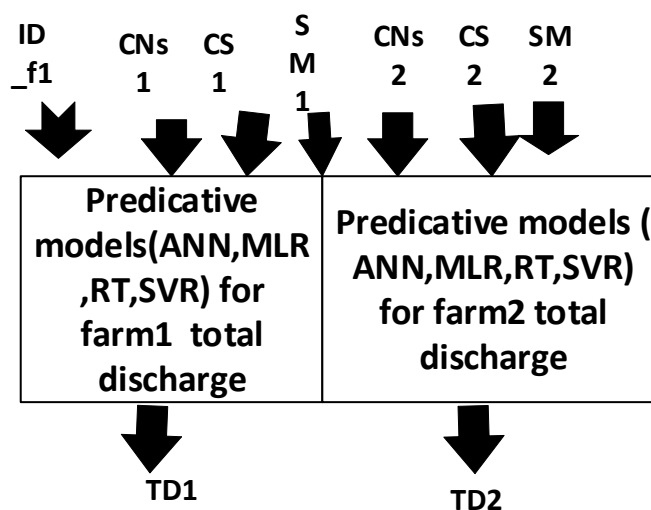 ID
_f1
CNs
1
CS
1
S
M
1
CNs
2
CS
2
SM
2
Predicative
models(ANN,MLR
,RT,SVR) for
farm1 total
discharge
Predicative models (
ANN,MLR,RT,SVR)
for farm2 total
discharge
TD1
TD2